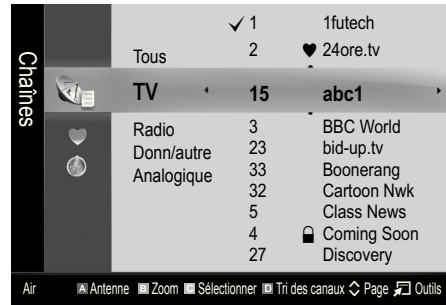 Chaînes
✓ 1 1futech
Tous 2 ♥ 24ore.tv
TV 15 abc1
Radio 3 BBC World
Donn/autre 23 bid-up.tv
Analogique 33 Boonerang
32 Cartoon Nwk
5 Class News
4 Coming Soon
27 Discovery
Air A Antenne B Zoom C Sélectionner D Tri des canaux Page Outils